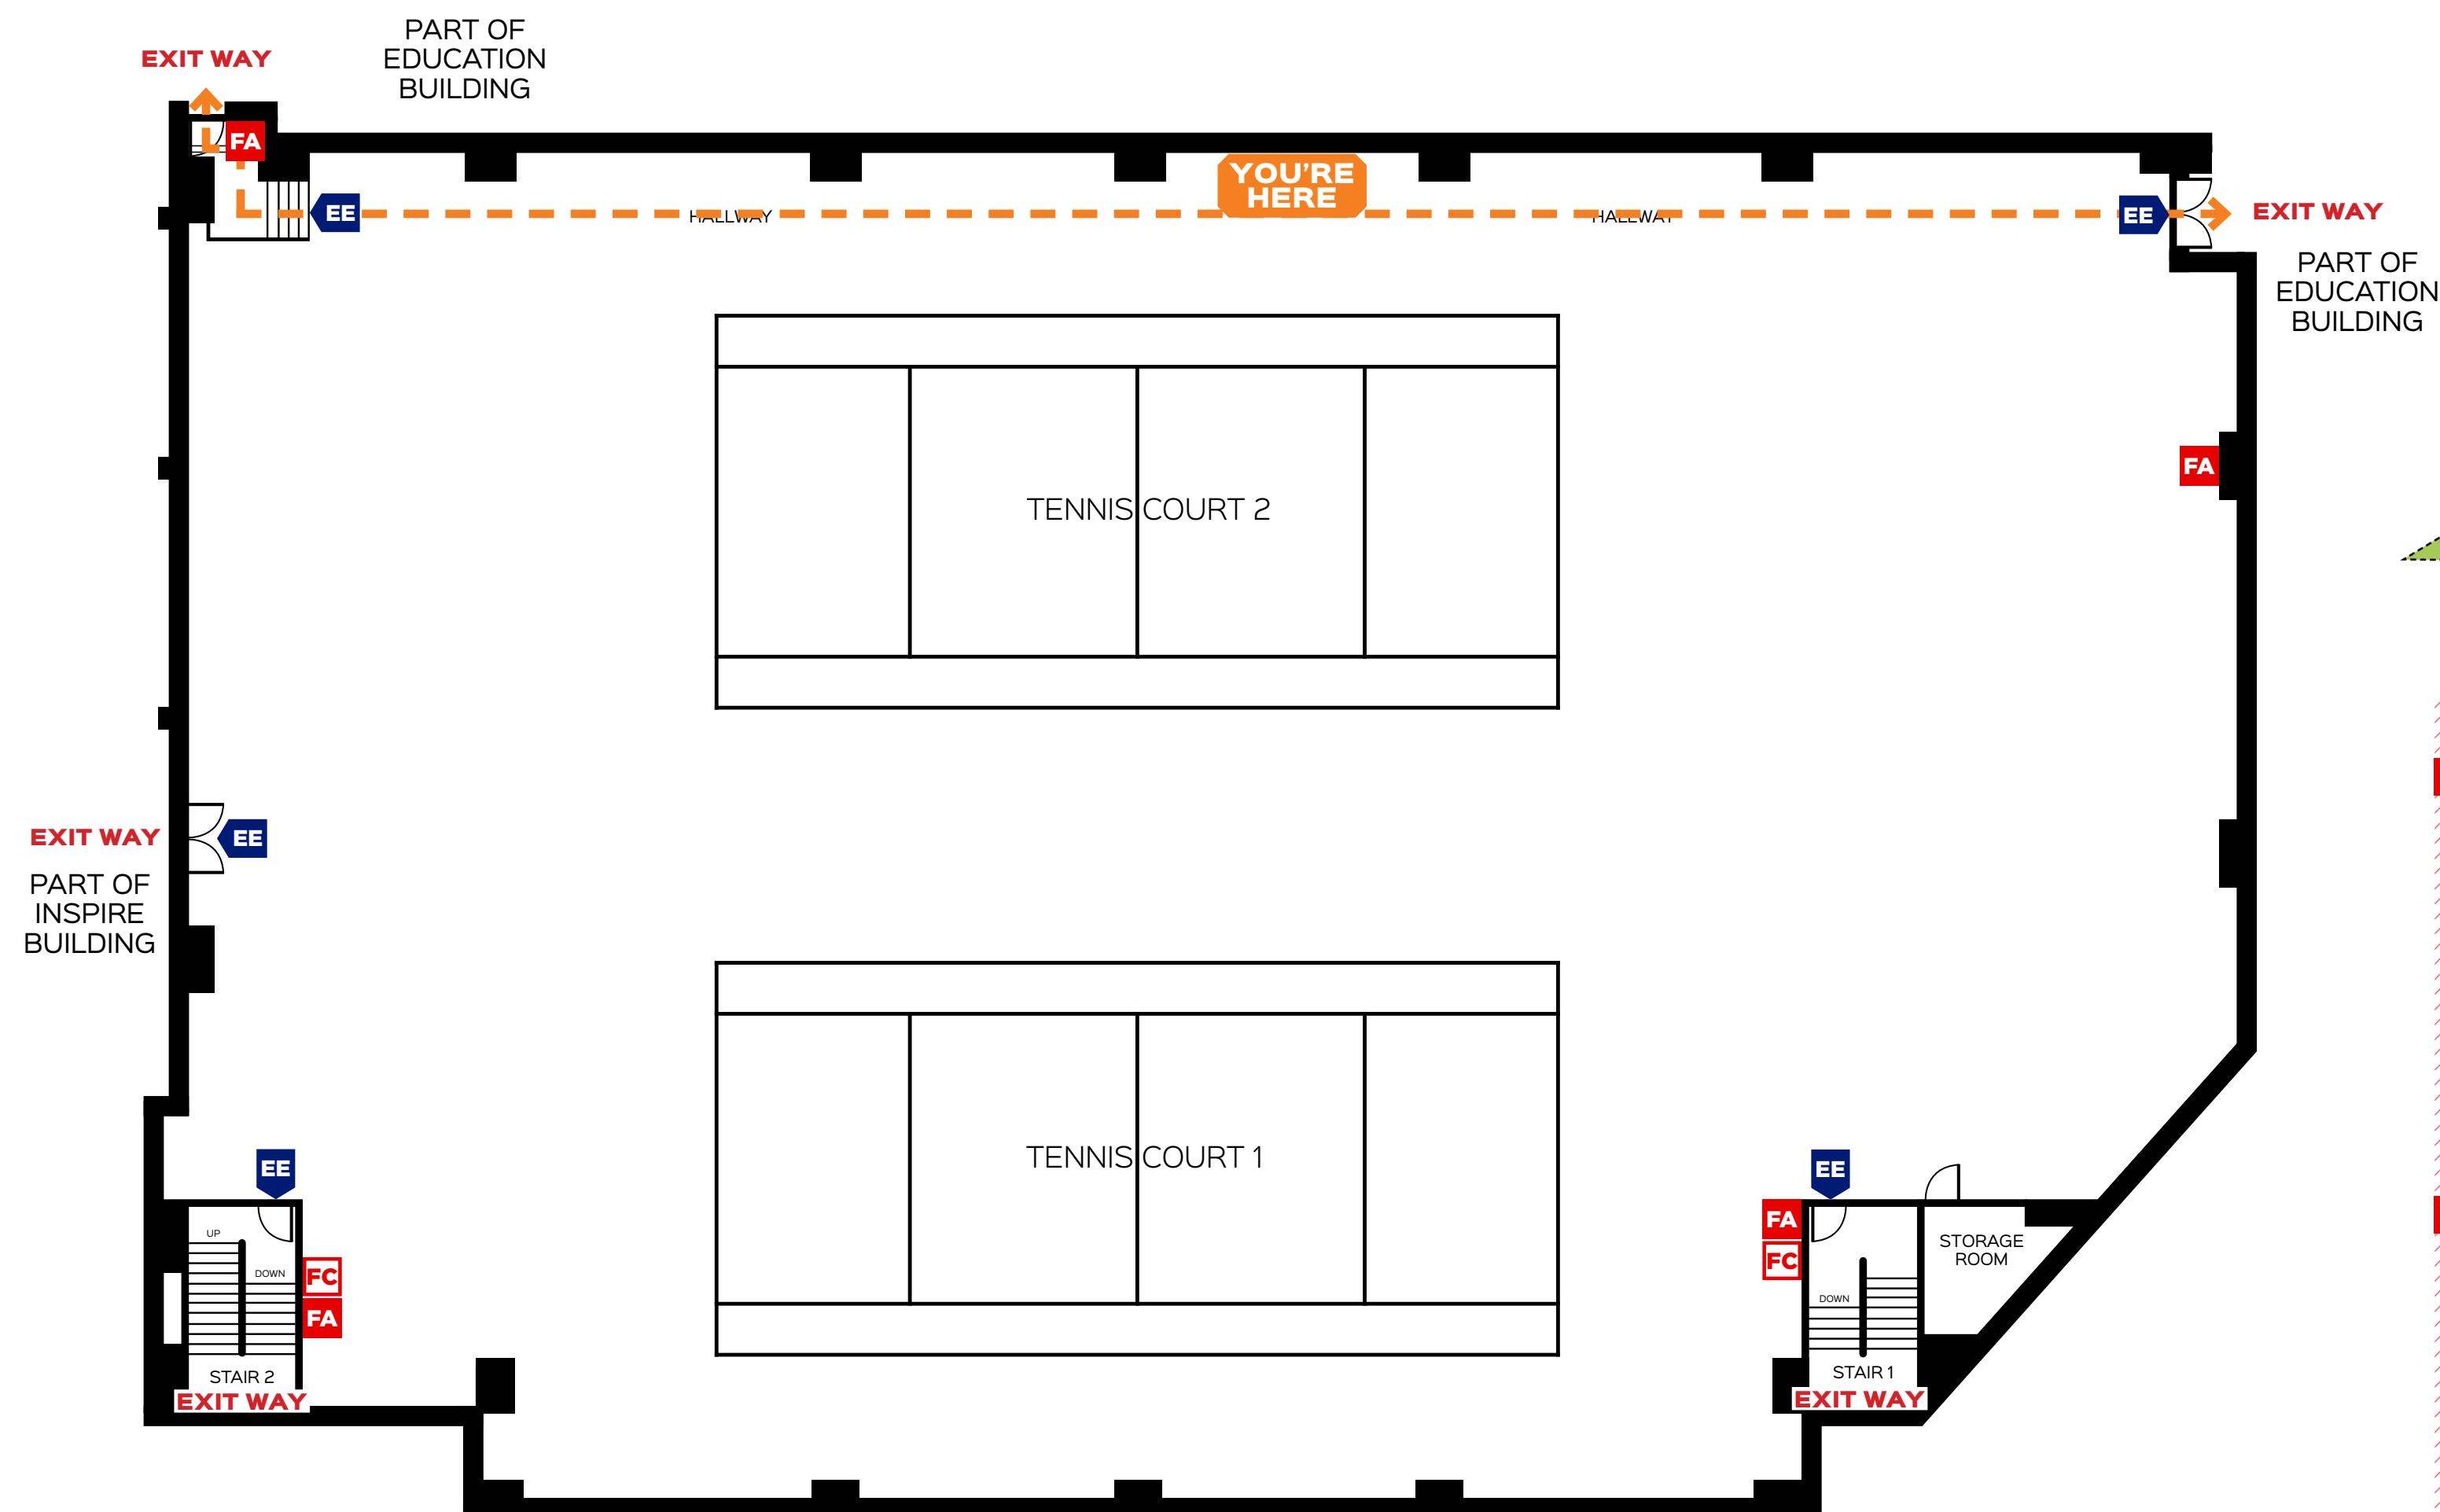 PART OF
EDUCATION
BUILDING
EXIT WAY
FA
YOU'RE
HERE
EE
HALLWAY
HALLWAY
EE
EXIT WAY
PART OF
EDUCATION
BUILDING
FA
TENNIS COURT 2
EXIT WAY
EE
PART OF
INSPIRE
BUILDING
TENNIS COURT 1
EE
UP
DOWN
FC
FA
STAIR 2
EXIT WAY
EE
FA
FC
STORAGE
ROOM
DOWN
STAIR 1
EXIT WAY